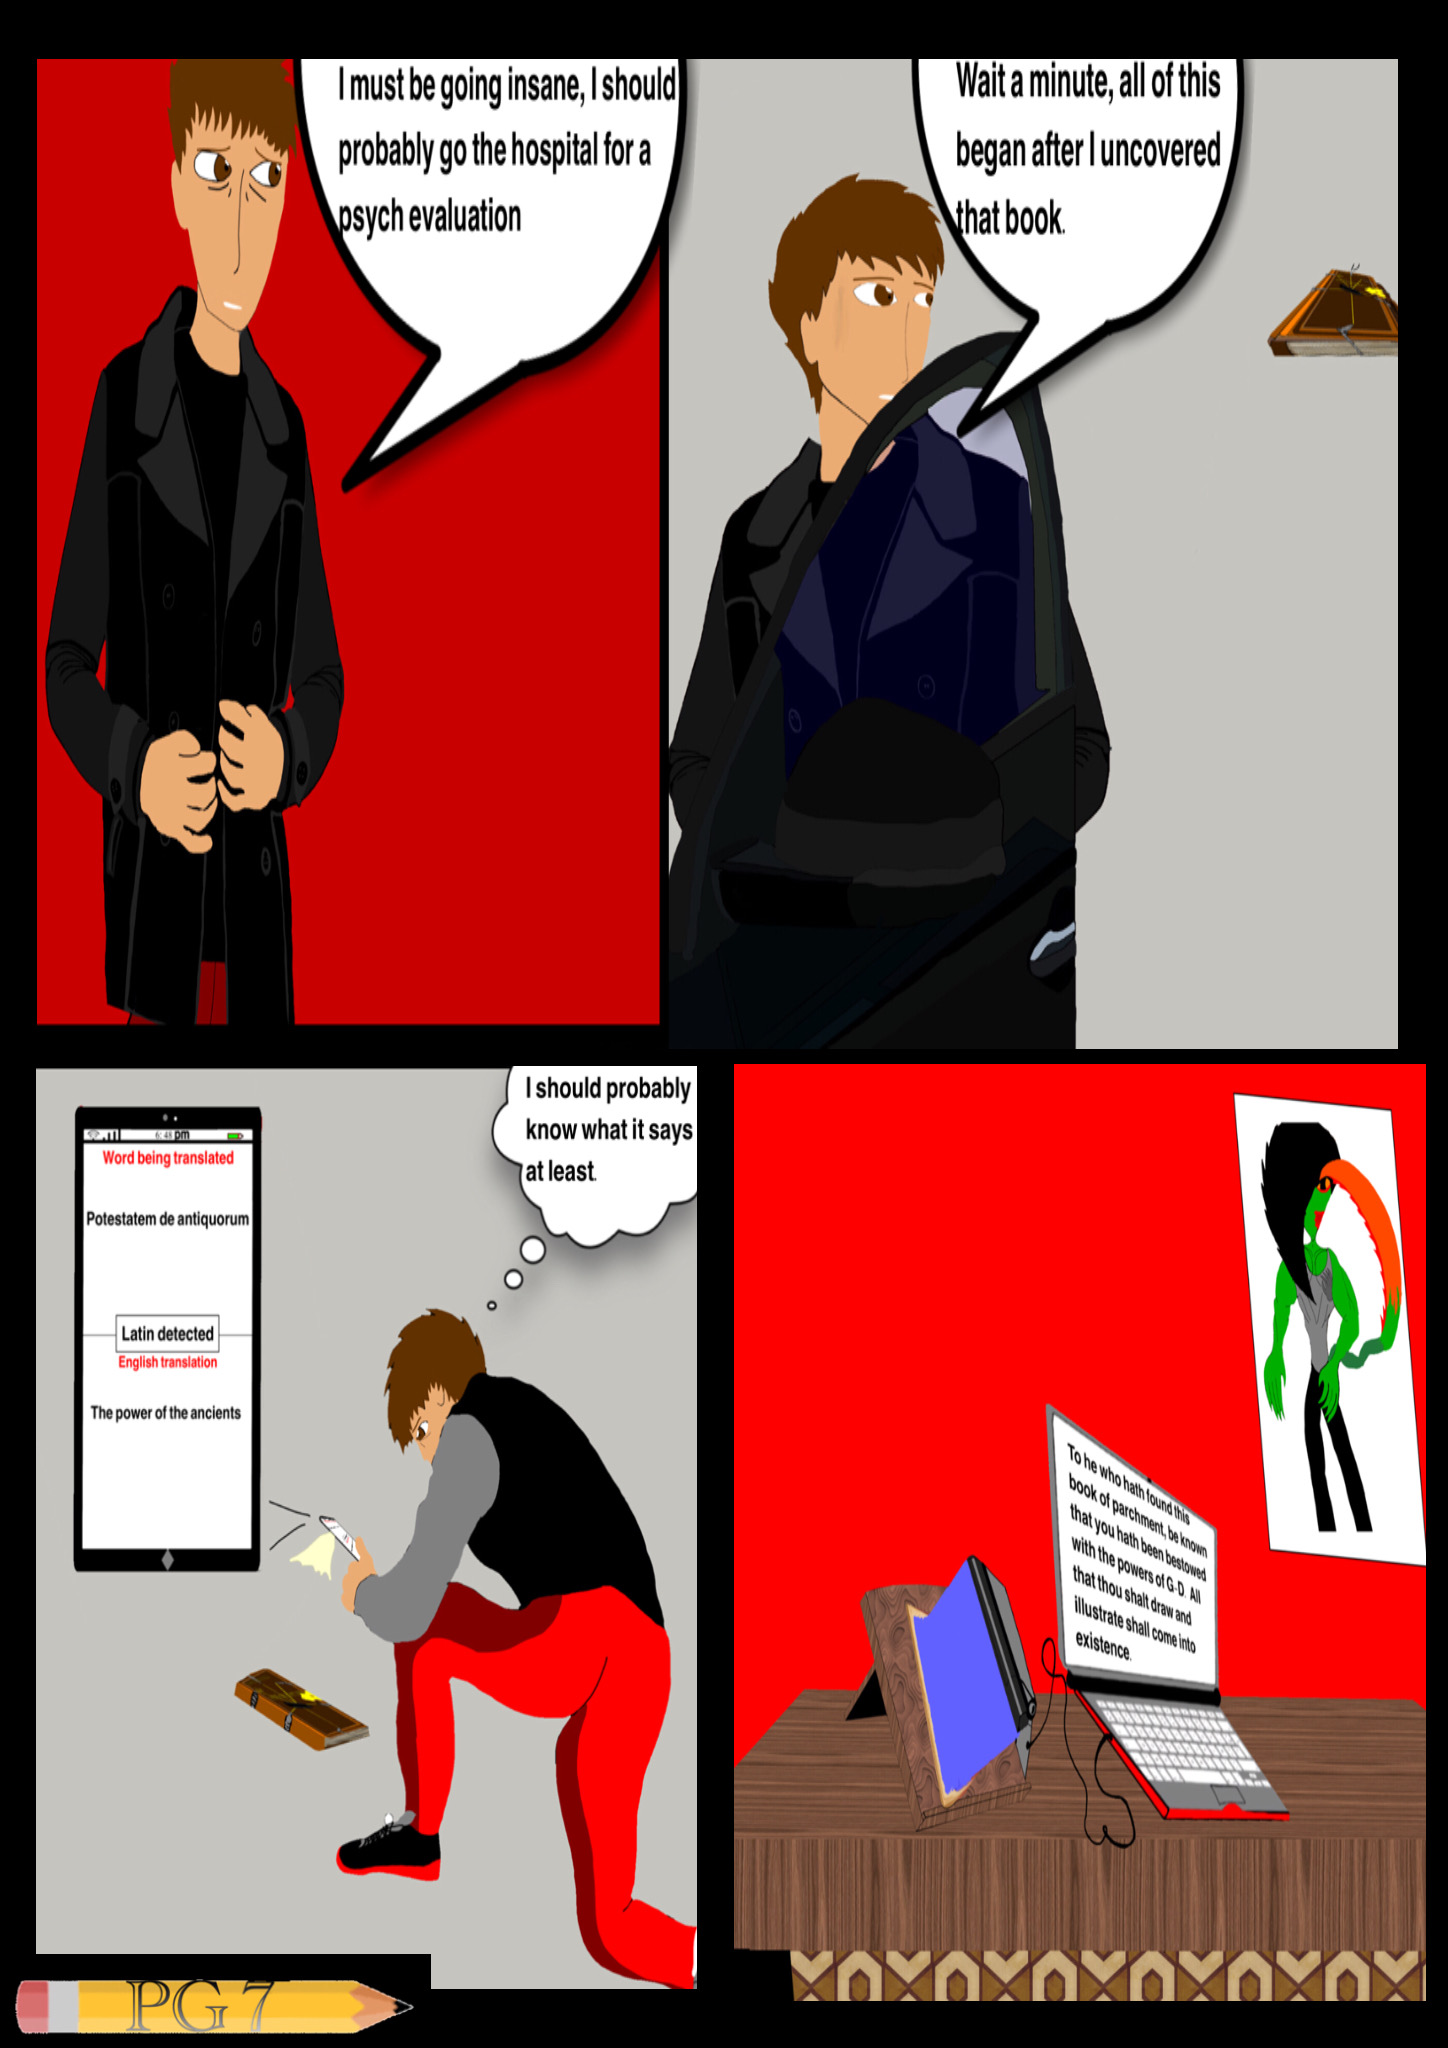 I must be going insane, I should
probably go the hospital for a
psych evaluation
Wait a minute, all of this
began after I uncovered
that book.
I should probably
know what it says
at least.
6:48 pm
Word being translated
Potestatem de antiquorum
Latin detected
English translation
The power of the ancients
To he who hath found this
book of parchment, be known
that you hath been bestowed
with the powers of G-D. All
that thou shalt draw and
illustrate shall come into
existence.
PG 7